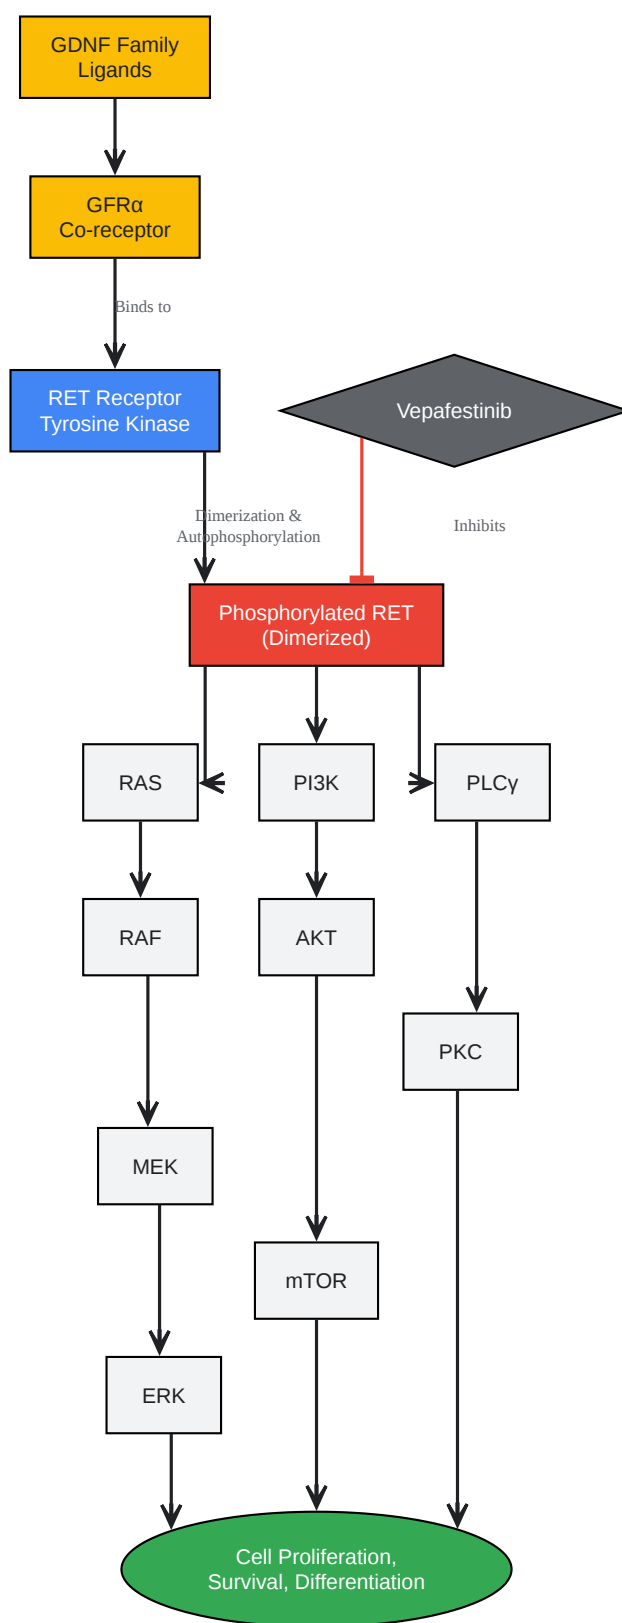 GDNF Family
Ligands
GFRα
Co-receptor
Binds to
RET Receptor
Tyrosine Kinase
Vepafestinib
Dimerization &
Autophosphorylation
Inhibits
Phosphorylated RET
(Dimerized)
RAS
PI3K
PLCγ
RAF
AKT
PKC
MEK
mTOR
ERK
Cell Proliferation,
Survival, Differentiation